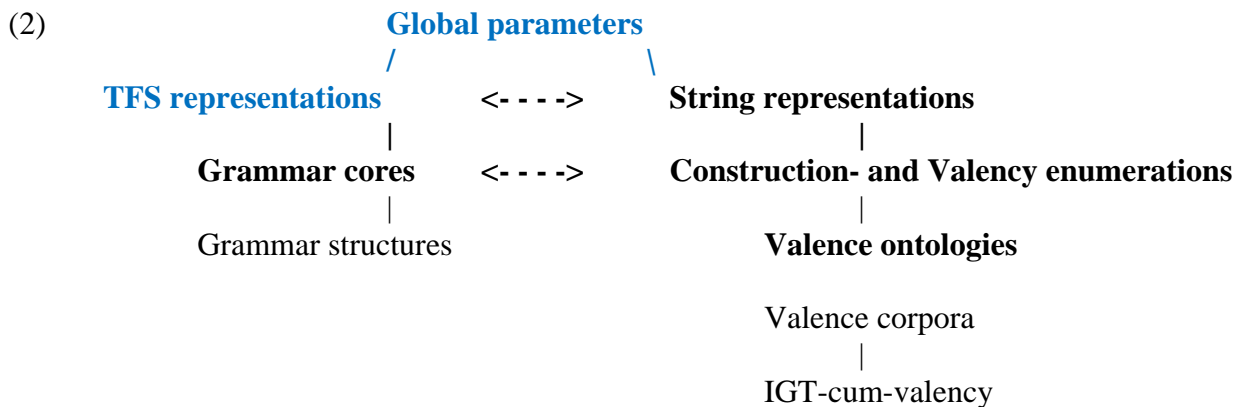 (2) Global parameters
/ \
TFS representations <- - - -> String representations
| |
Grammar cores <- - - -> Construction- and Valency enumerations
| |
Grammar structures Valence ontologies
Valence corpora
|
IGT-cum-valency